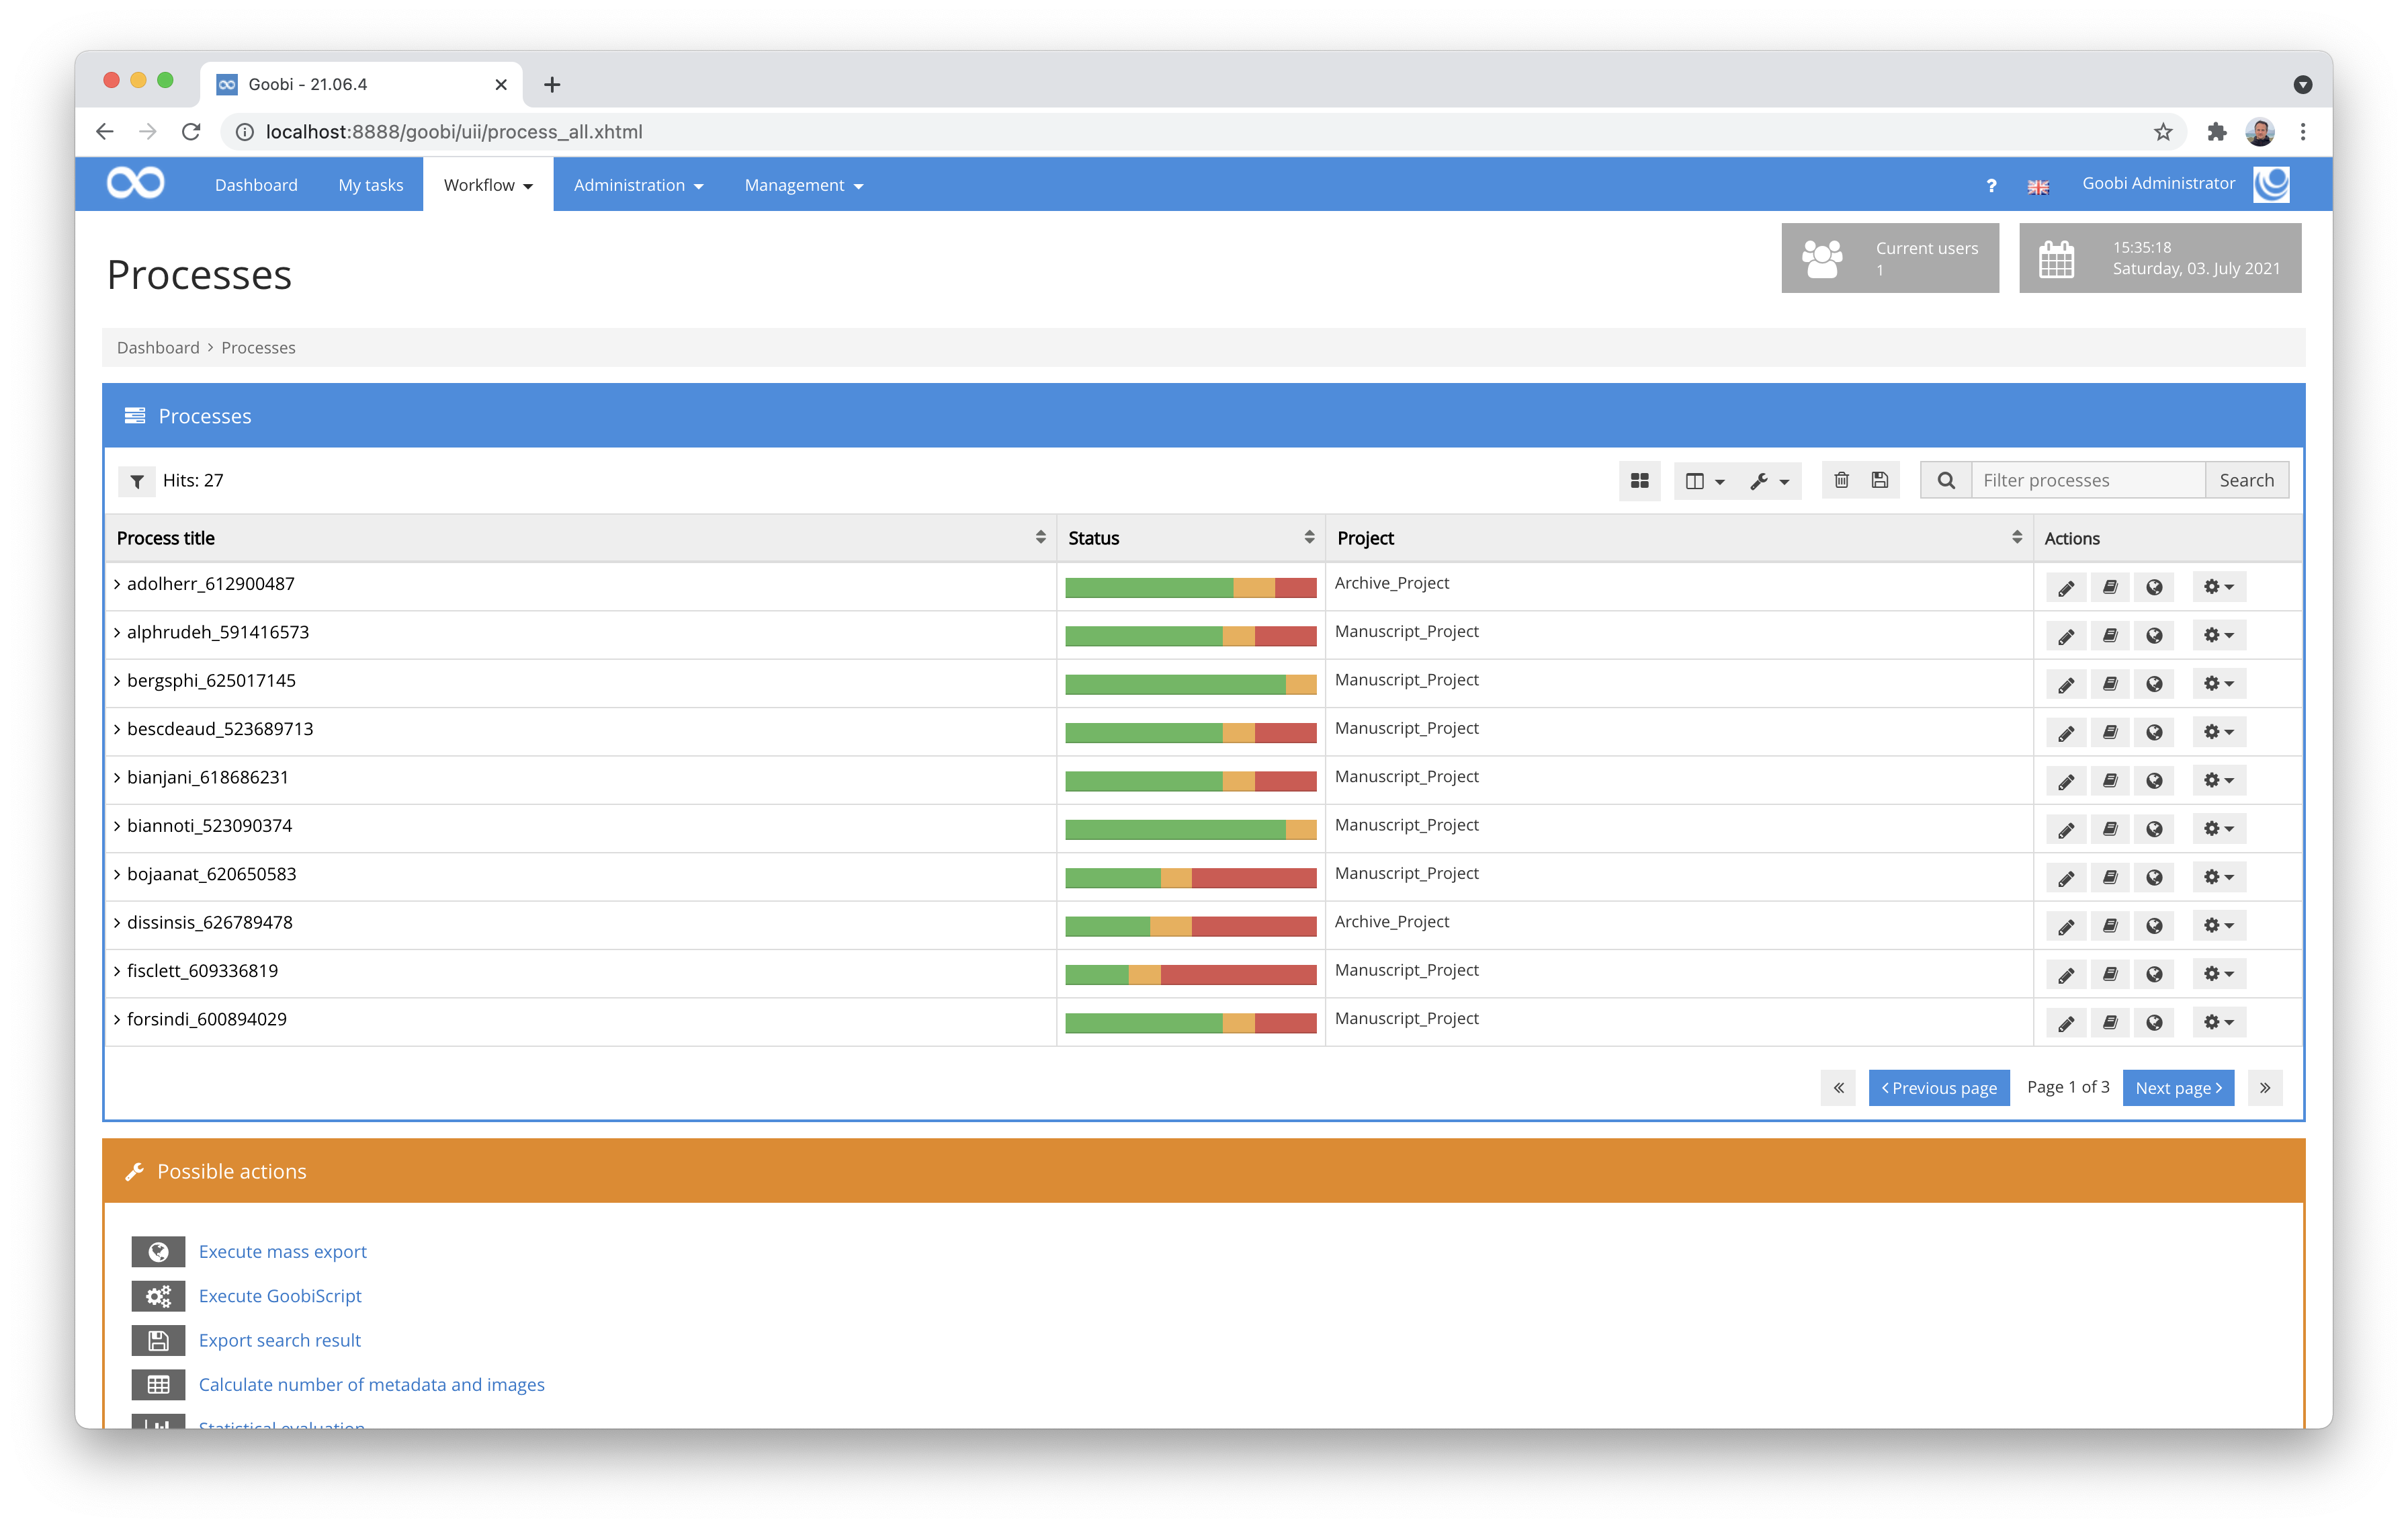 Goobi - 21.06.4
localhost:8888/goobi/uii/process_all.xhtml
Dashboard My tasks Workflow Administration Management ? Goobi Administrator
Processes
Current users
1
15:35:18
Saturday, 03. July 2021
Dashboard > Processes
Processes
Hits: 27 Filter processes Search
Process title Status Project Actions
adolherr_612900487 Archive_Project
alphrudeh_591416573 Manuscript_Project
bergsphi_625017145 Manuscript_Project
bescdeaud_523689713 Manuscript_Project
bianjani_618686231 Manuscript_Project
biannoti_523090374 Manuscript_Project
bojaanat_620650583 Manuscript_Project
dissinsis_626789478 Archive_Project
fisclett_609336819 Manuscript_Project
forsindi_600894029 Manuscript_Project
« ‹ Previous page Page 1 of 3 Next page › »
Possible actions
Execute mass export
Execute GoobiScript
Export search result
Calculate number of metadata and images
Statistical evaluation